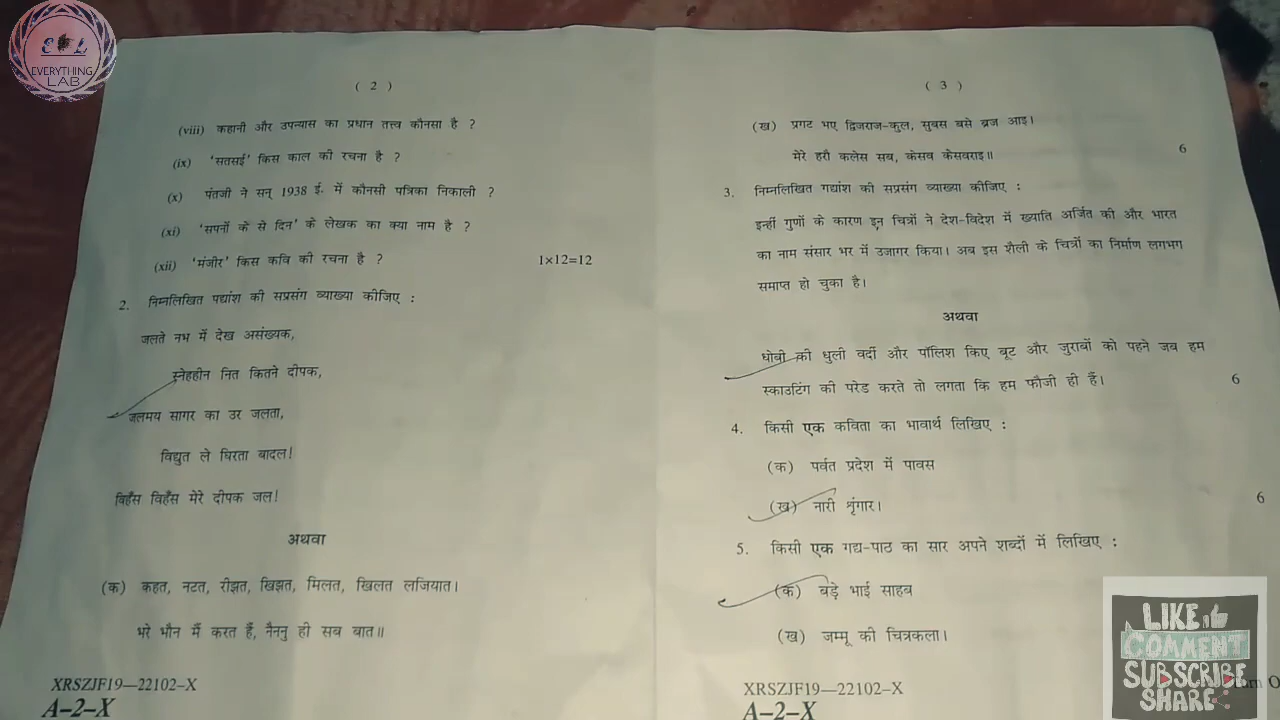 EVERYTHING
LAB
( 2 )
(viii) कहानी और उपन्यास का प्रधान तत्त्व कौनसा है ?
(ix) 'सतसई' किस काल की रचना है ?
(x) पंतजी ने सन् 1938 ई. में कौनसी पत्रिका निकाली ?
(xi) 'सपनों के से दिन' के लेखक का क्या नाम है ?
(xii) 'मंजीर' किस कवि की रचना है ? 1×12=12
2. निम्नलिखित पद्यांश की सप्रसंग व्याख्या कीजिए :
जलते नभ में देख असंख्यक,
स्नेहहीन नित कितने दीपक,
जलमय सागर का उर जलता,
विद्युत ले घिरता बादल!
विहँस विहँस मेरे दीपक जल!
अथवा
(क) कहत, नटत, रीझत, खिझत, मिलत, खिलत लजियात।
भरे भौन मैं करत हैं, नैननु ही सब बात॥
XRSZJF19—22102–X
A–2–X
( 3 )
(ख) प्रगट भए द्विजराज-कुल, सुबस बसे ब्रज आइ।
मेरे हरौ कलेस सब, केसव केसवराइ॥ 6
3. निम्नलिखित गद्यांश की सप्रसंग व्याख्या कीजिए :
इन्हीं गुणों के कारण इन चित्रों ने देश-विदेश में ख्याति अर्जित की और भारत
का नाम संसार भर में उजागर किया। अब इस शैली के चित्रों का निर्माण लगभग
समाप्त हो चुका है।
अथवा
धोबी की धुली वर्दी और पॉलिश किए बूट और जुराबों को पहने जब हम
स्काउटिंग की परेड करते तो लगता कि हम फौजी ही हैं। 6
4. किसी एक कविता का भावार्थ लिखिए :
(क) पर्वत प्रदेश में पावस
(ख) नारी श्रृंगार। 6
5. किसी एक गद्य-पाठ का सार अपने शब्दों में लिखिए :
(क) बड़े भाई साहब
(ख) जम्मू की चित्रकला।
XRSZJF19—22102–X
A–2–X
LIKE
COMMENT
SUBSCRIBE
SHARE